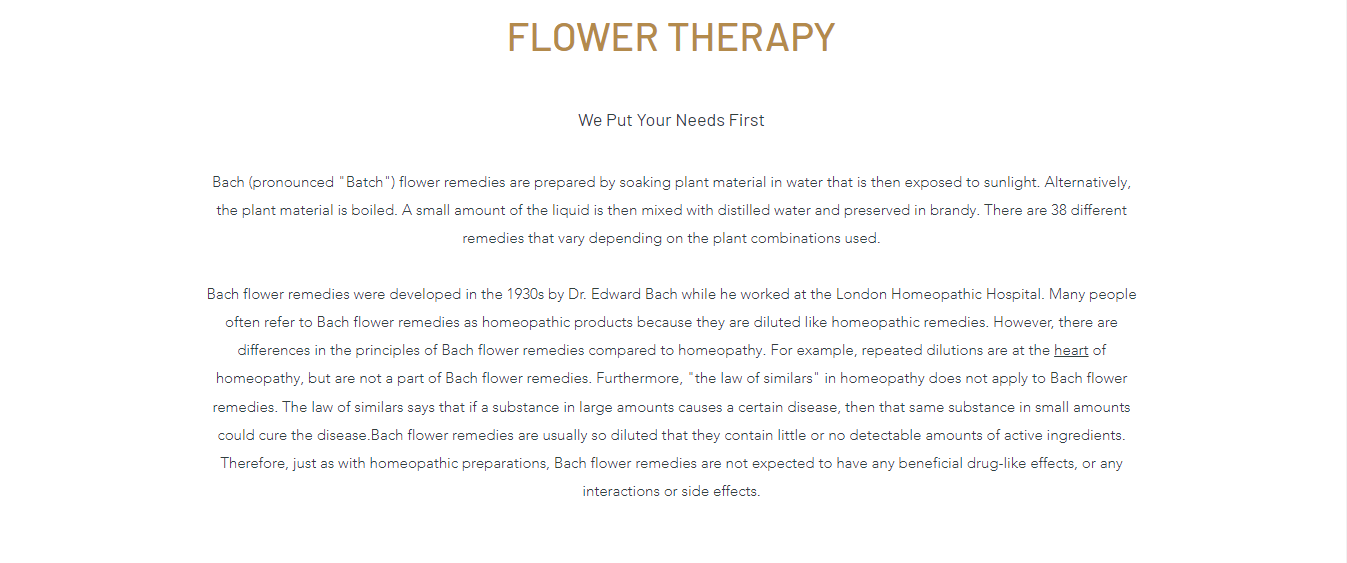 FLOWER THERAPY
We Put Your Needs First
Bach (pronounced "Batch") flower remedies are prepared by soaking plant material in water that is then exposed to sunlight. Alternatively,
the plant material is boiled. A small amount of the liquid is then mixed with distilled water and preserved in brandy. There are 38 different
remedies that vary depending on the plant combinations used.
Bach flower remedies were developed in the 1930s by Dr. Edward Bach while he worked at the London Homeopathic Hospital. Many people
often refer to Bach flower remedies as homeopathic products because they are diluted like homeopathic remedies. However, there are
differences in the principles of Bach flower remedies compared to homeopathy. For example, repeated dilutions are at the heart of
homeopathy, but are not a part of Bach flower remedies. Furthermore, "the law of similars" in homeopathy does not apply to Bach flower
remedies. The law of similars says that if a substance in large amounts causes a certain disease, then that same substance in small amounts
could cure the disease.Bach flower remedies are usually so diluted that they contain little or no detectable amounts of active ingredients.
Therefore, just as with homeopathic preparations, Bach flower remedies are not expected to have any beneficial drug-like effects, or any
interactions or side effects.